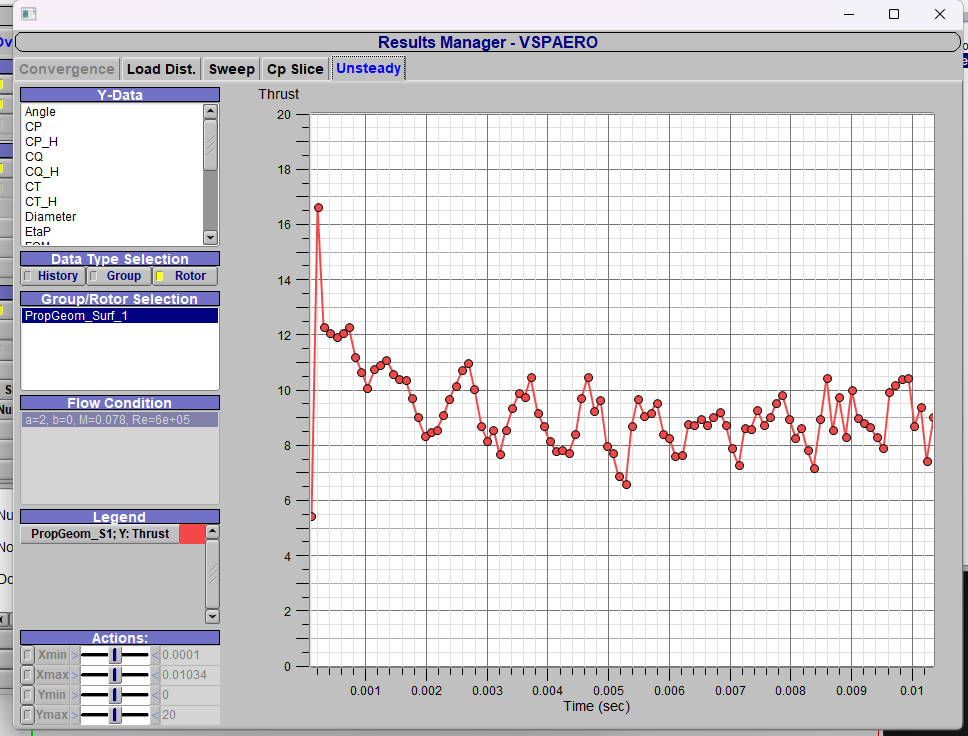 Results Manager - VSPAERO
Convergence Load Dist. Sweep Cp Slice Unsteady
Y-Data
Angle
CP
CP_H
CQ
CQ_H
CT
CT_H
Diameter
EtaP
Data Type Selection
History Group Rotor
Group/Rotor Selection
PropGeom_Surf_1
Flow Condition
a=2, b=0, M=0.078, Re=6e+05
Legend
PropGeom_S1; Y: Thrust
Actions:
Xmin > < 0.0001
Xmax > < 0.01034
Ymin > < 0
Ymax > < 20
Thrust
20
18
16
14
12
10
8
6
4
2
0
0.001 0.002 0.003 0.004 0.005 0.006 0.007 0.008 0.009 0.01
Time (sec)